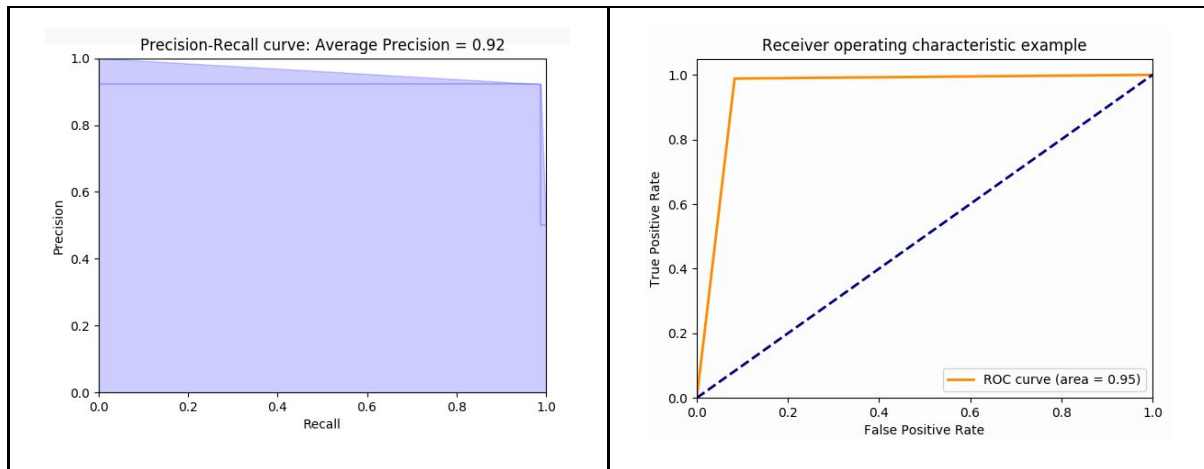 Precision-Recall curve: Average Precision = 0.92
1.0
0.8
0.6
0.4
0.2
0.0
Precision
0.0 0.2 0.4 0.6 0.8 1.0
Recall
Receiver operating characteristic example
1.0
0.8
0.6
0.4
0.2
0.0
True Positive Rate
ROC curve (area = 0.95)
0.0 0.2 0.4 0.6 0.8 1.0
False Positive Rate